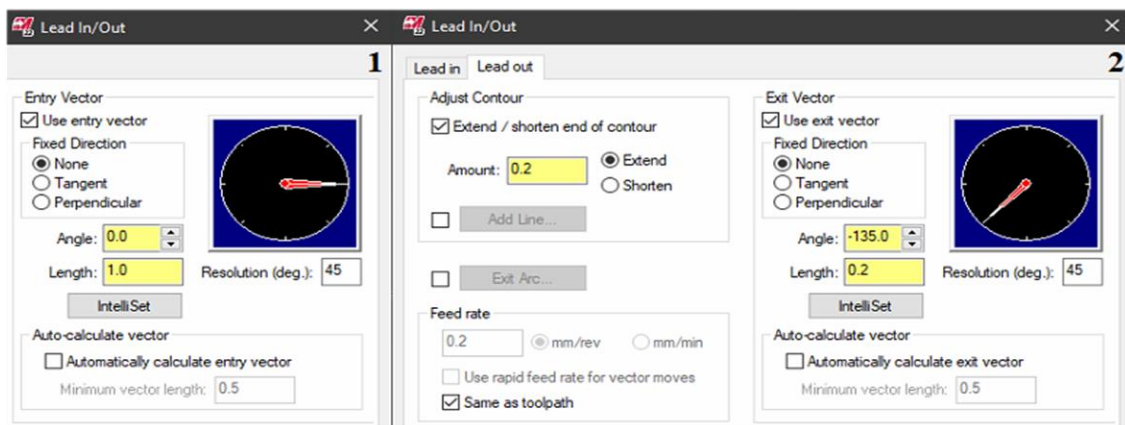 Lead In/Out
1
Entry Vector
Use entry vector
Fixed Direction
None
Tangent
Perpendicular
Angle: 0.0
Length: 1.0
Resolution (deg.): 45
IntelliSet
Auto-calculate vector
Automatically calculate entry vector
Minimum vector length: 0.5
Lead In/Out
2
Lead in Lead out
Adjust Contour
Extend / shorten end of contour
Amount: 0.2
Extend
Shorten
Add Line...
Exit Arc...
Feed rate
0.2 mm/rev mm/min
Use rapid feed rate for vector moves
Same as toolpath
Exit Vector
Use exit vector
Fixed Direction
None
Tangent
Perpendicular
Angle: -135.0
Length: 0.2
Resolution (deg.): 45
IntelliSet
Auto-calculate vector
Automatically calculate exit vector
Minimum vector length: 0.5